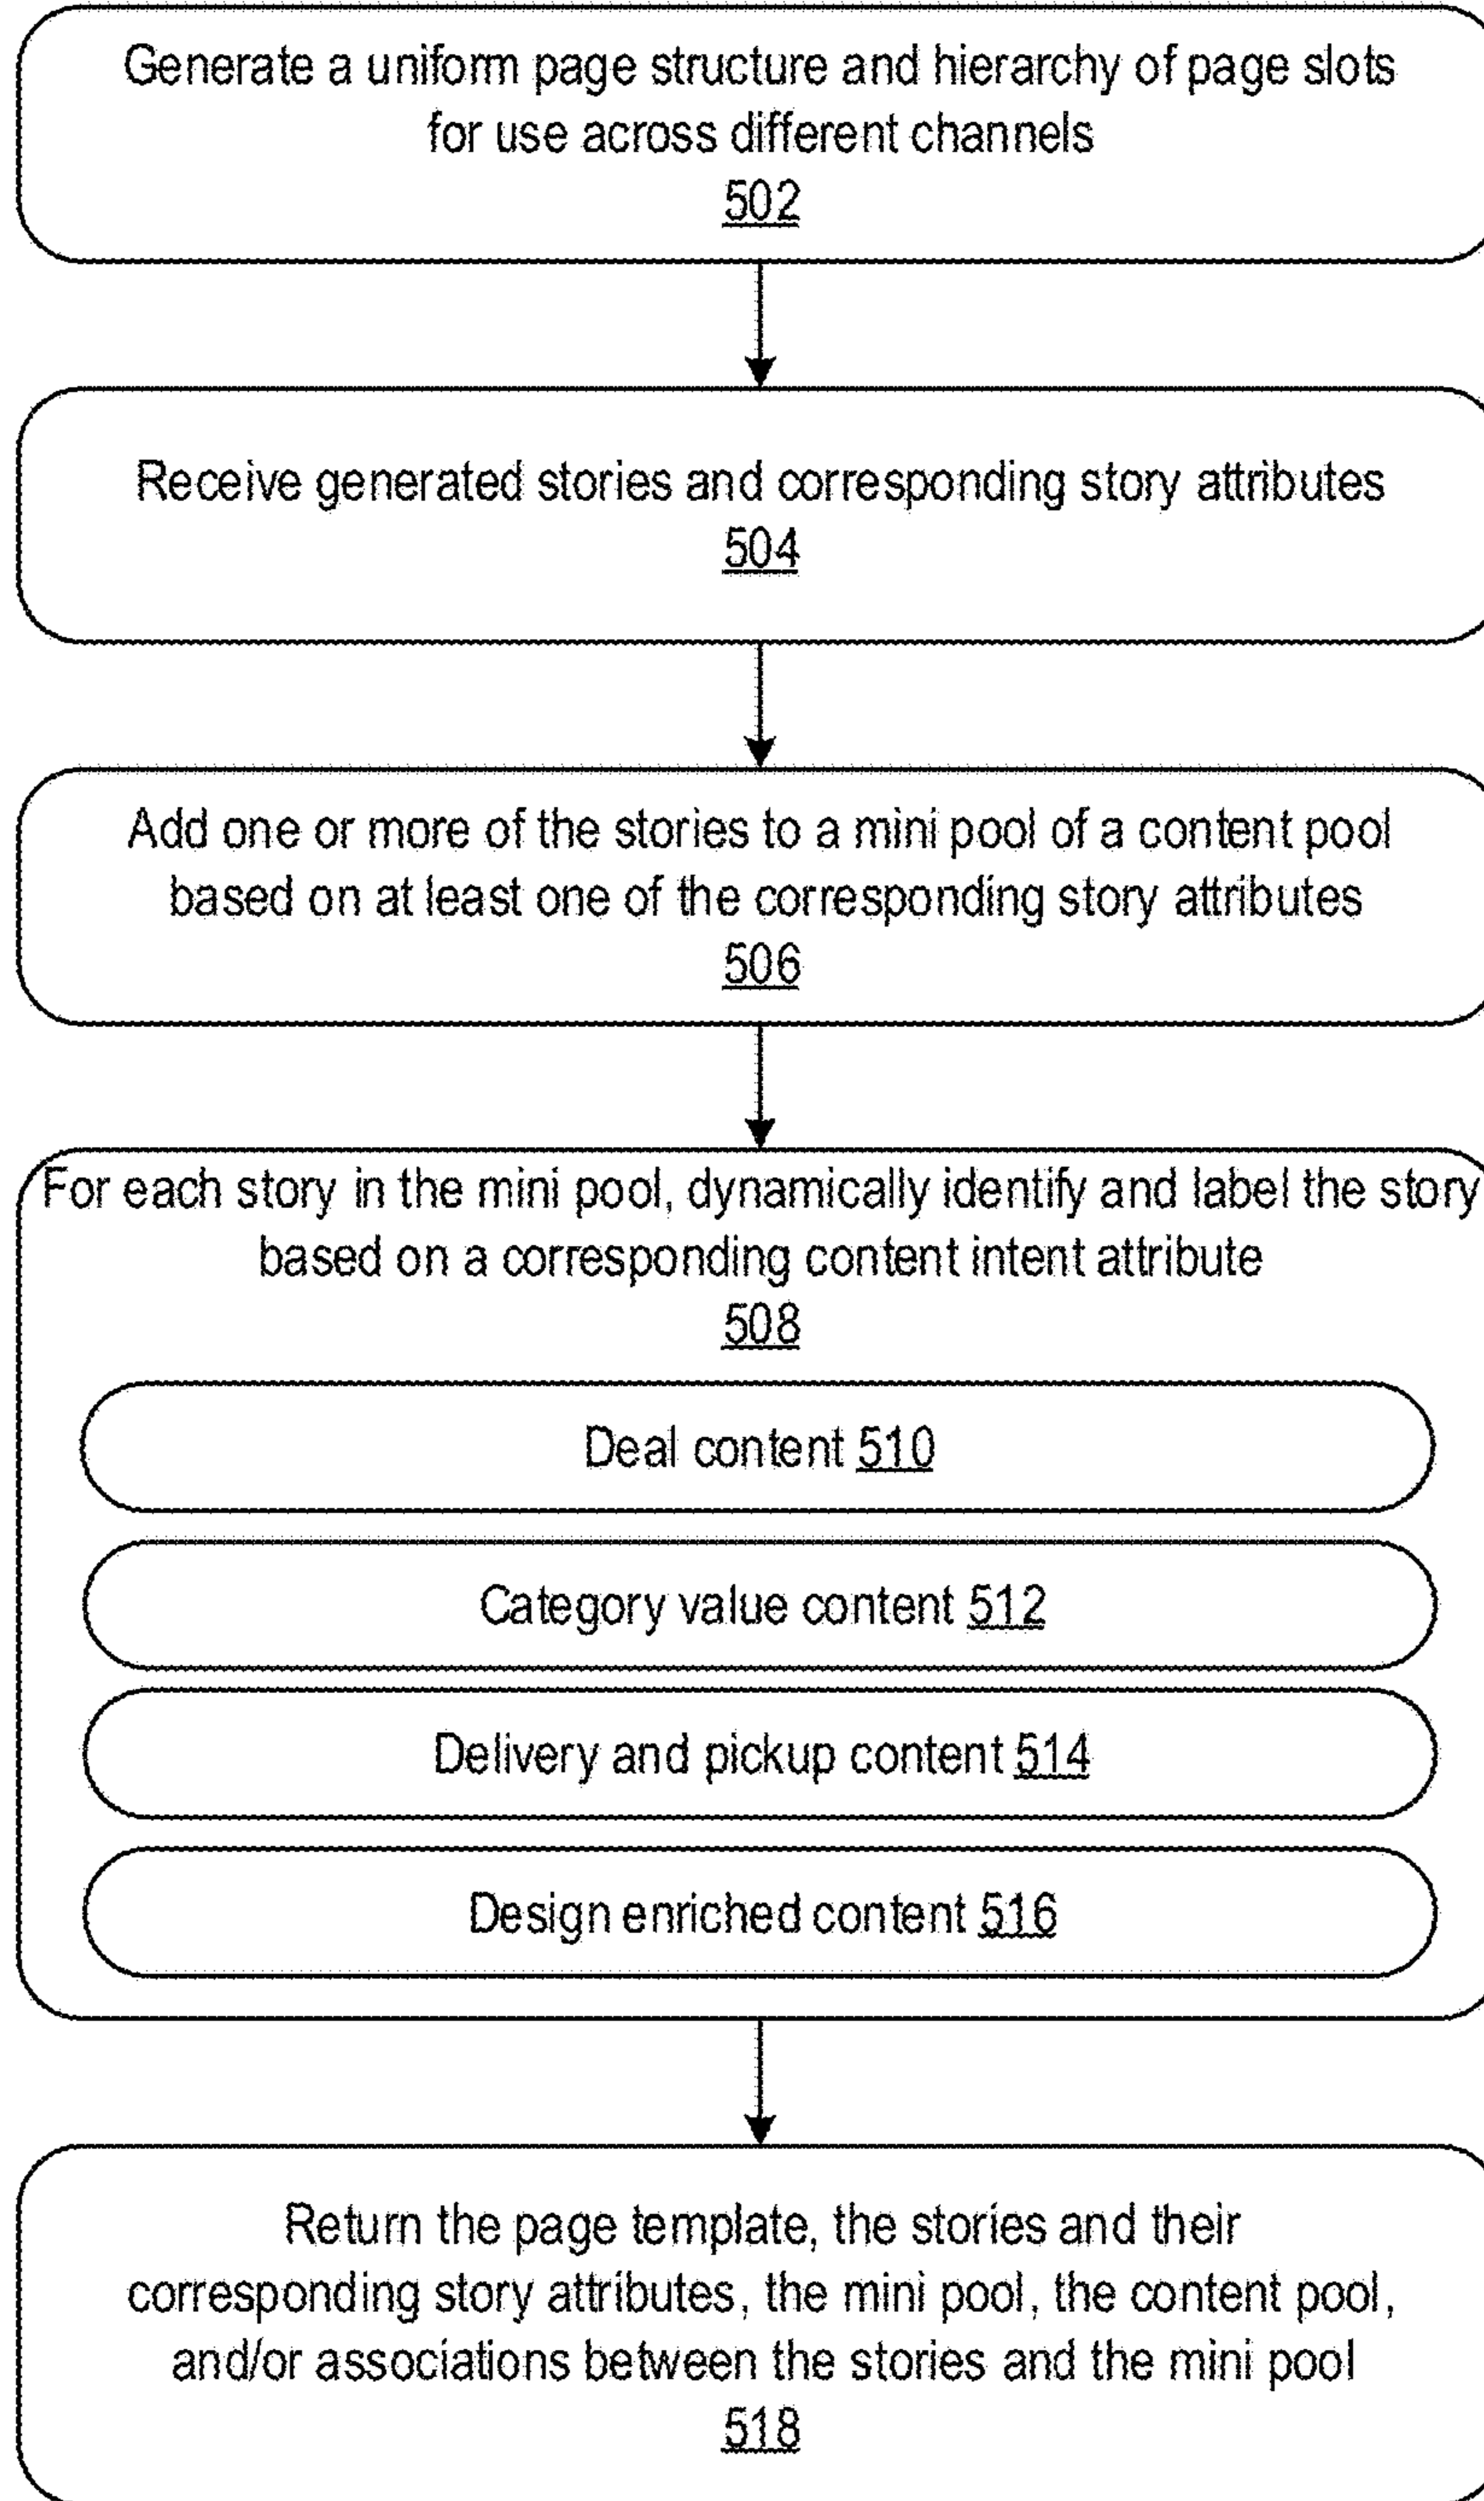 Generate a uniform page structure and hierarchy of page slots
for use across different channels
502
Receive generated stories and corresponding story attributes
504
Add one or more of the stories to a mini pool of a content pool
based on at least one of the corresponding story attributes
506
For each story in the mini pool, dynamically identify and label the story
based on a corresponding content intent attribute
508
Deal content 510
Category value content 512
Delivery and pickup content 514
Design enriched content 516
Return the page template, the stories and their
corresponding story attributes, the mini pool, the content pool,
and/or associations between the stories and the mini pool
518